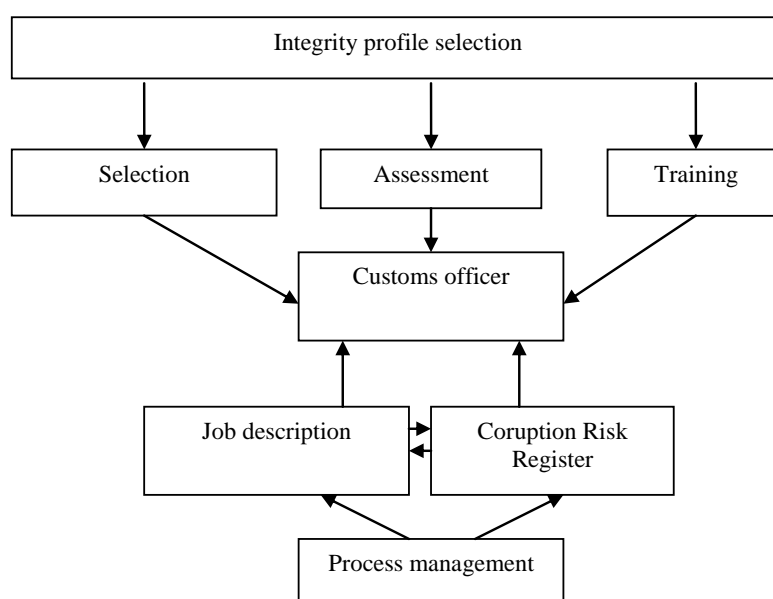 Integrity profile selection
Selection
Assessment
Training
Customs officer
Job description
Coruption Risk
Register
Process management